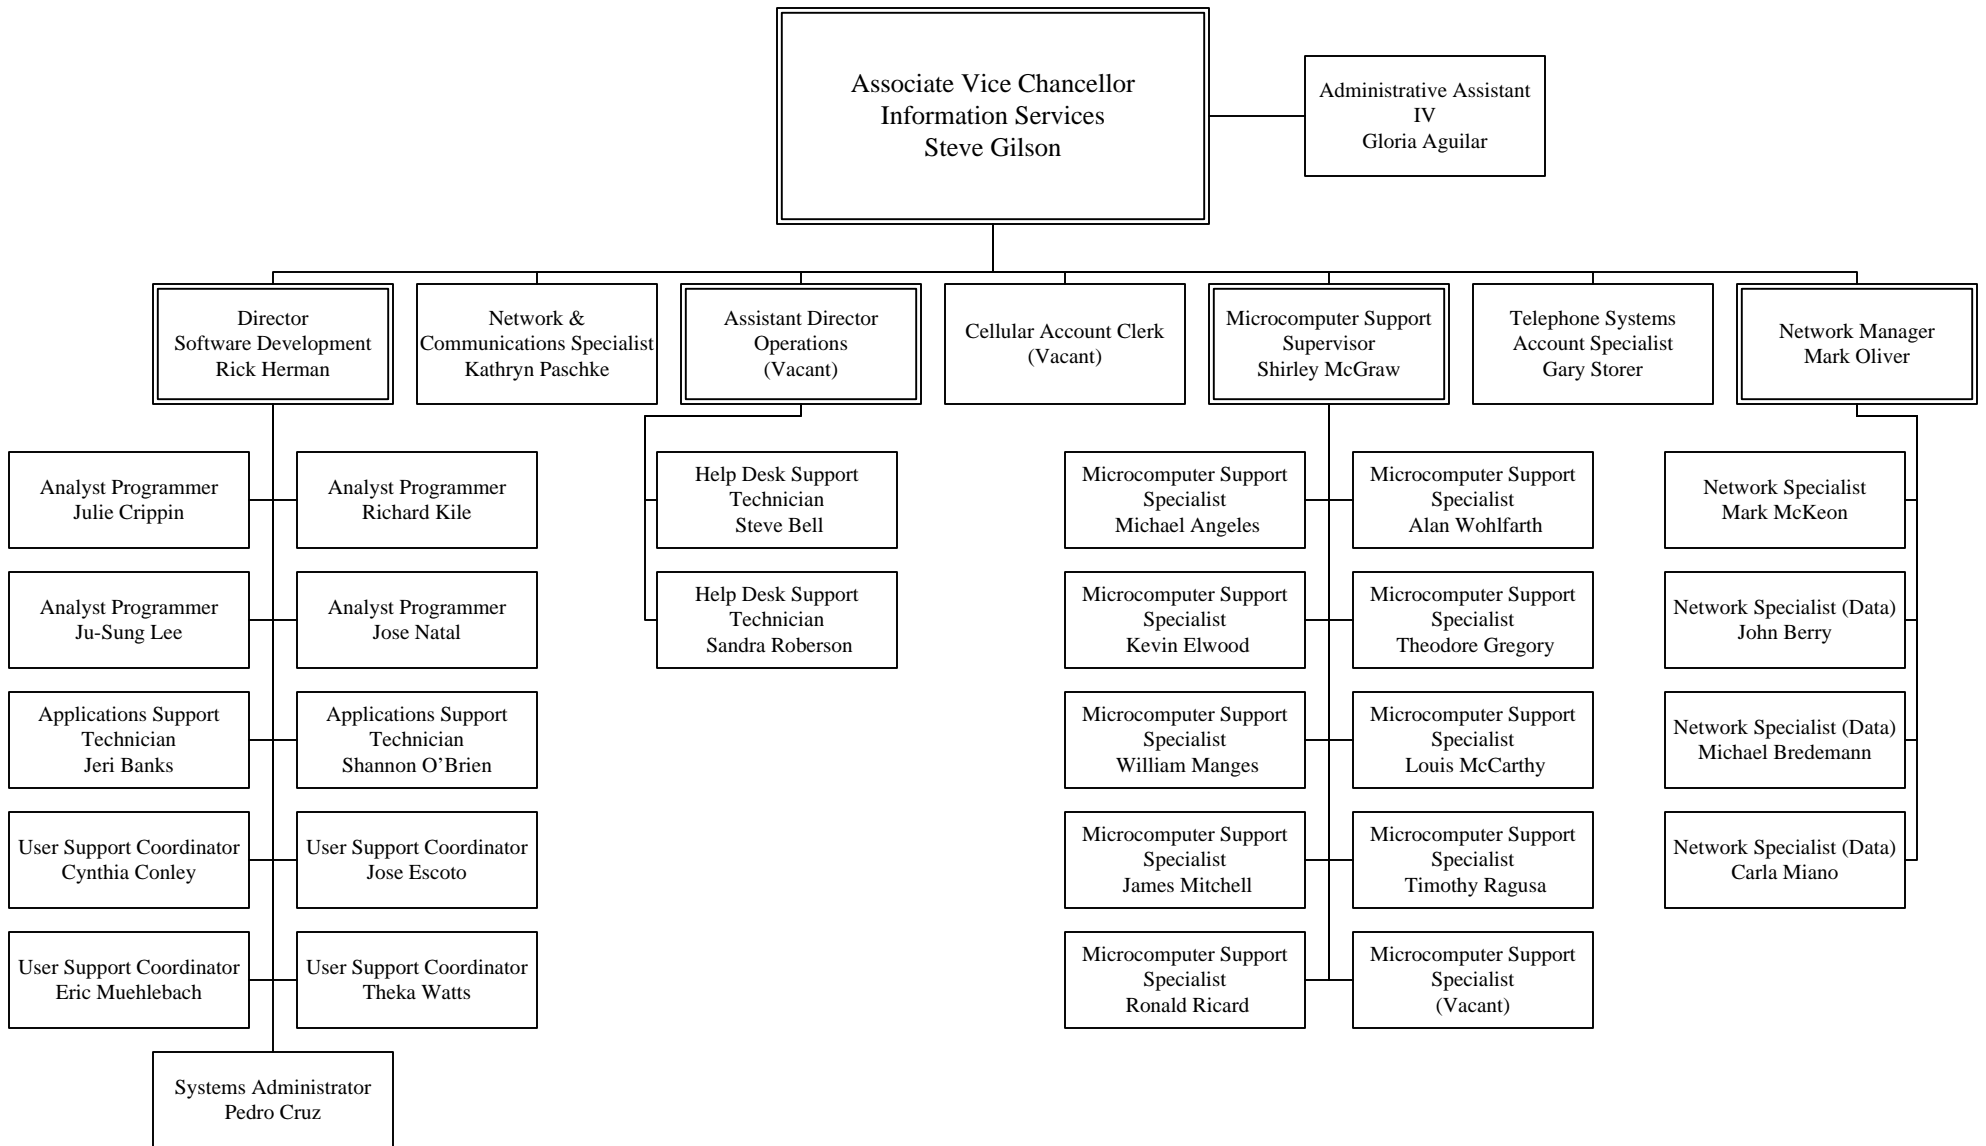 Associate Vice Chancellor
Information Services
Steve Gilson
Administrative Assistant
IV
Gloria Aguilar
Director
Software Development
Rick Herman
Network &
Communications Specialist
Kathryn Paschke
Assistant Director
Operations
(Vacant)
Cellular Account Clerk
(Vacant)
Microcomputer Support
Supervisor
Shirley McGraw
Telephone Systems
Account Specialist
Gary Storer
Network Manager
Mark Oliver
Analyst Programmer
Julie Crippin
Analyst Programmer
Richard Kile
Help Desk Support
Technician
Steve Bell
Microcomputer Support
Specialist
Michael Angeles
Microcomputer Support
Specialist
Alan Wohlfarth
Network Specialist
Mark McKeon
Analyst Programmer
Ju-Sung Lee
Analyst Programmer
Jose Natal
Help Desk Support
Technician
Sandra Roberson
Microcomputer Support
Specialist
Kevin Elwood
Microcomputer Support
Specialist
Theodore Gregory
Network Specialist (Data)
John Berry
Applications Support
Technician
Jeri Banks
Applications Support
Technician
Shannon O’Brien
Microcomputer Support
Specialist
William Manges
Microcomputer Support
Specialist
Louis McCarthy
Network Specialist (Data)
Michael Bredemann
User Support Coordinator
Cynthia Conley
User Support Coordinator
Jose Escoto
Microcomputer Support
Specialist
James Mitchell
Microcomputer Support
Specialist
Timothy Ragusa
Network Specialist (Data)
Carla Miano
User Support Coordinator
Eric Muehlebach
User Support Coordinator
Theka Watts
Microcomputer Support
Specialist
Ronald Ricard
Microcomputer Support
Specialist
(Vacant)
Systems Administrator
Pedro Cruz